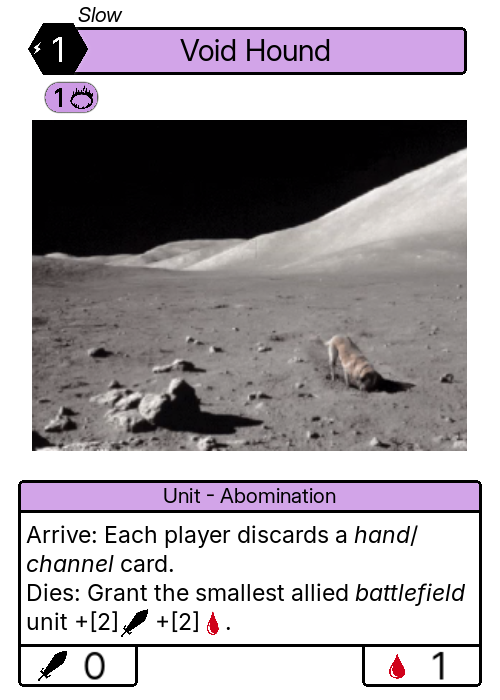 Slow
1
Void Hound
1
Unit - Abomination
Arrive: Each player discards a hand/
channel card.
Dies: Grant the smallest allied battlefield
unit +[2] +[2] .
0
1